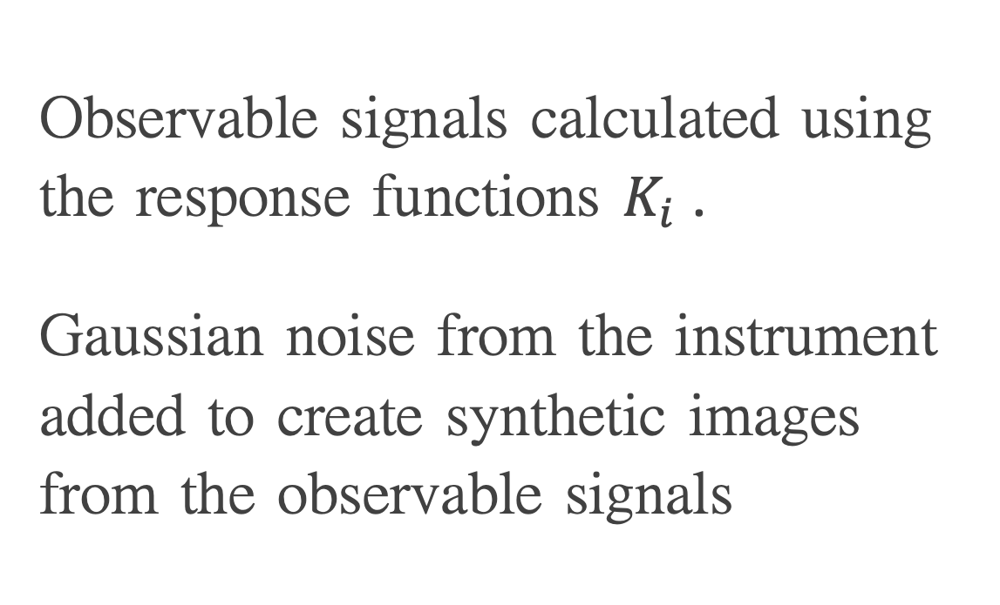 Observable signals calculated using
the response functions K_i .
Gaussian noise from the instrument
added to create synthetic images
from the observable signals